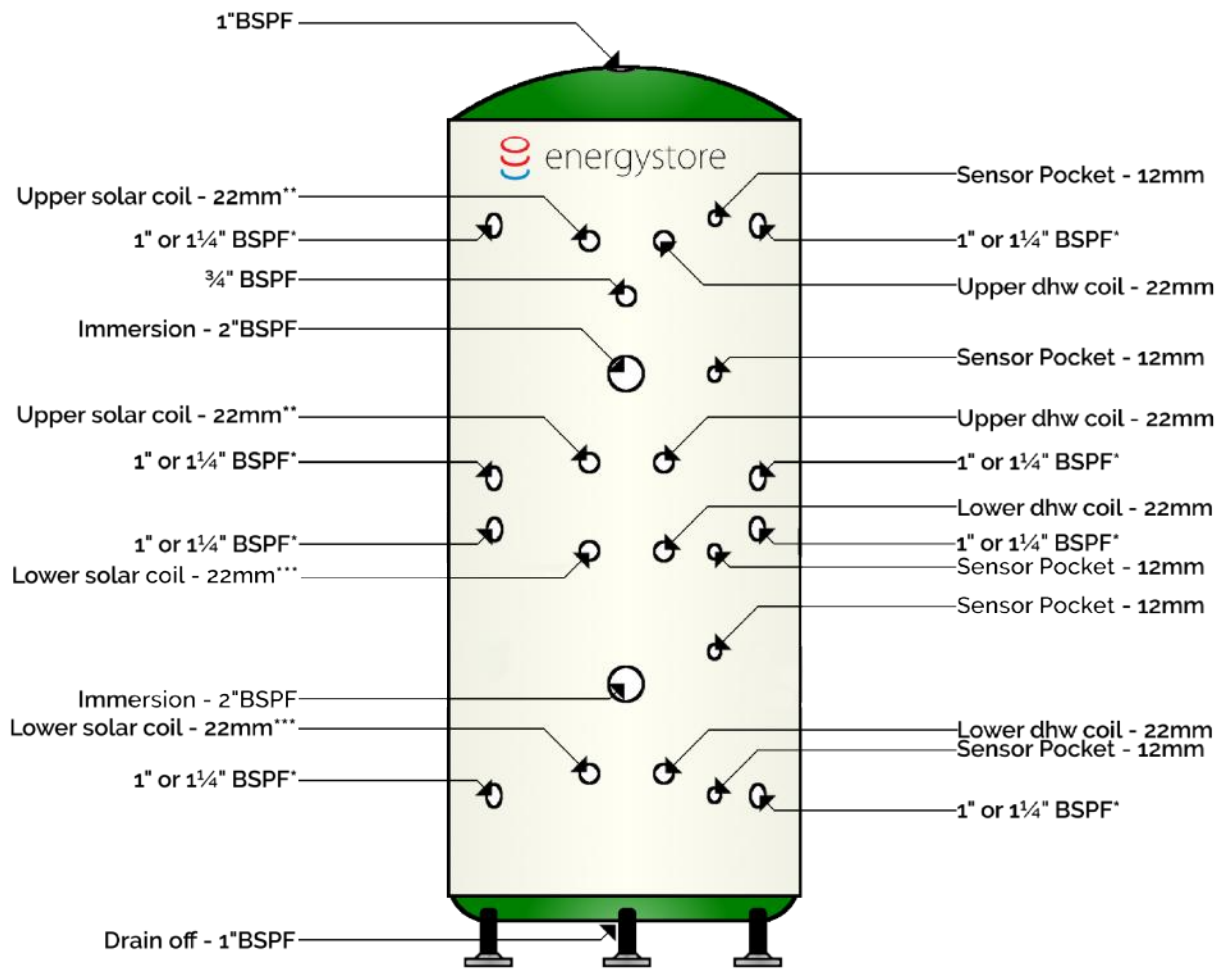 1"BSPF
energystore
Upper solar coil - 22mm**
1" or 1¼" BSPF*
¾" BSPF
Immersion - 2"BSPF
Upper solar coil - 22mm**
1" or 1¼" BSPF*
1" or 1¼" BSPF*
Lower solar coil - 22mm***
Immersion - 2"BSPF
Lower solar coil - 22mm***
1" or 1¼" BSPF*
Drain off - 1"BSPF
Sensor Pocket - 12mm
1" or 1¼" BSPF*
Upper dhw coil - 22mm
Sensor Pocket - 12mm
Upper dhw coil - 22mm
1" or 1¼" BSPF*
Lower dhw coil - 22mm
1" or 1¼" BSPF*
Sensor Pocket - 12mm
Sensor Pocket - 12mm
Lower dhw coil - 22mm
Sensor Pocket - 12mm
1" or 1¼" BSPF*